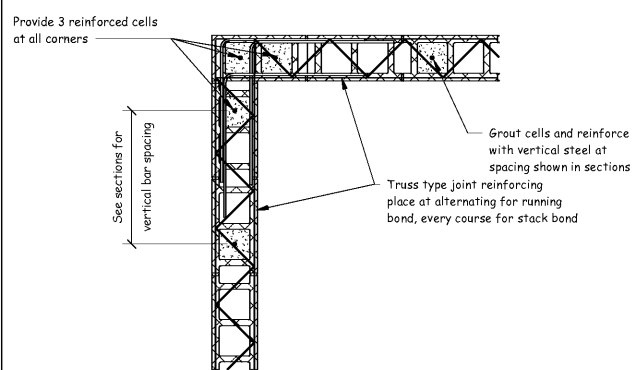 Provide 3 reinforced cells
at all corners
Grout cells and reinforce
with vertical steel at
spacing shown in sections
Truss type joint reinforcing
place at alternating for running
bond, every course for stack bond
See sections for
vertical bar spacing